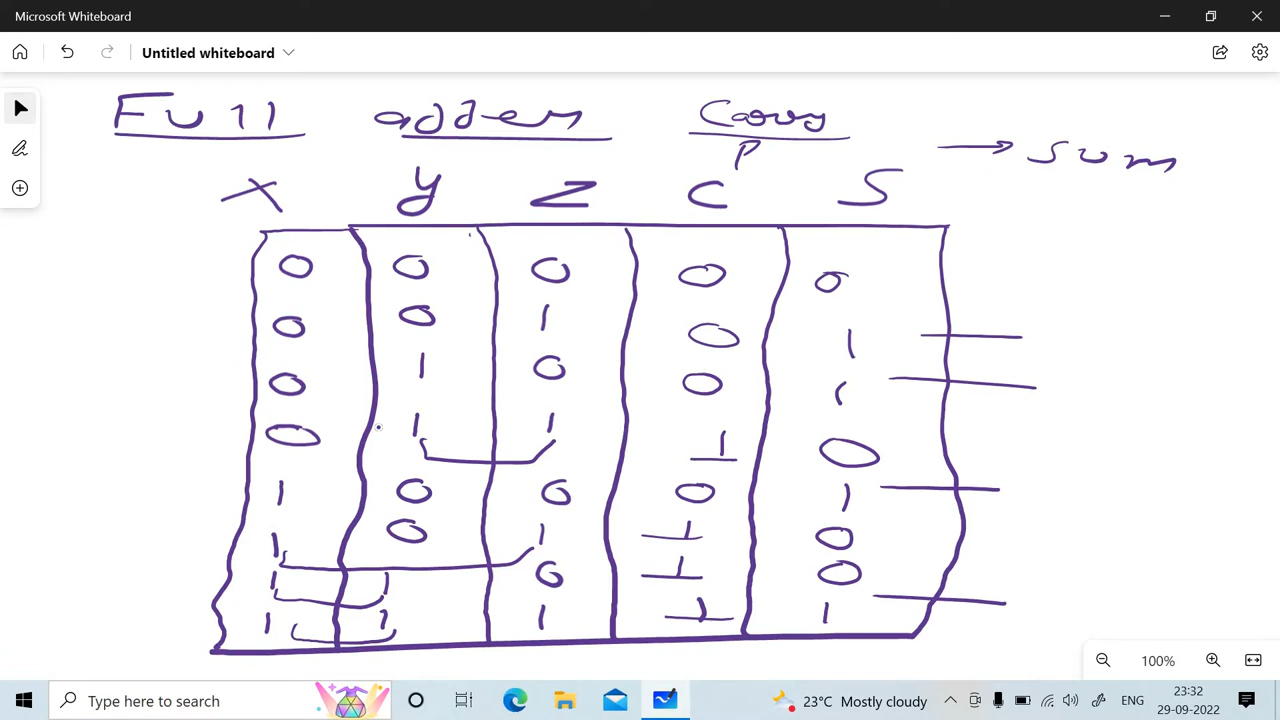 Microsoft Whiteboard
Untitled whiteboard
Full adder Carry → sum
P
X y Z C S
0 0 0 0 0
0 0 1 0 1
0 1 0 0 1
0 1 1 1 0
1 0 0 0 1
1 0 1 1 0
1 1 0 1 0
1 1 1 1 1
100%
Type here to search
23°C Mostly cloudy
ENG
23:32
29-09-2022